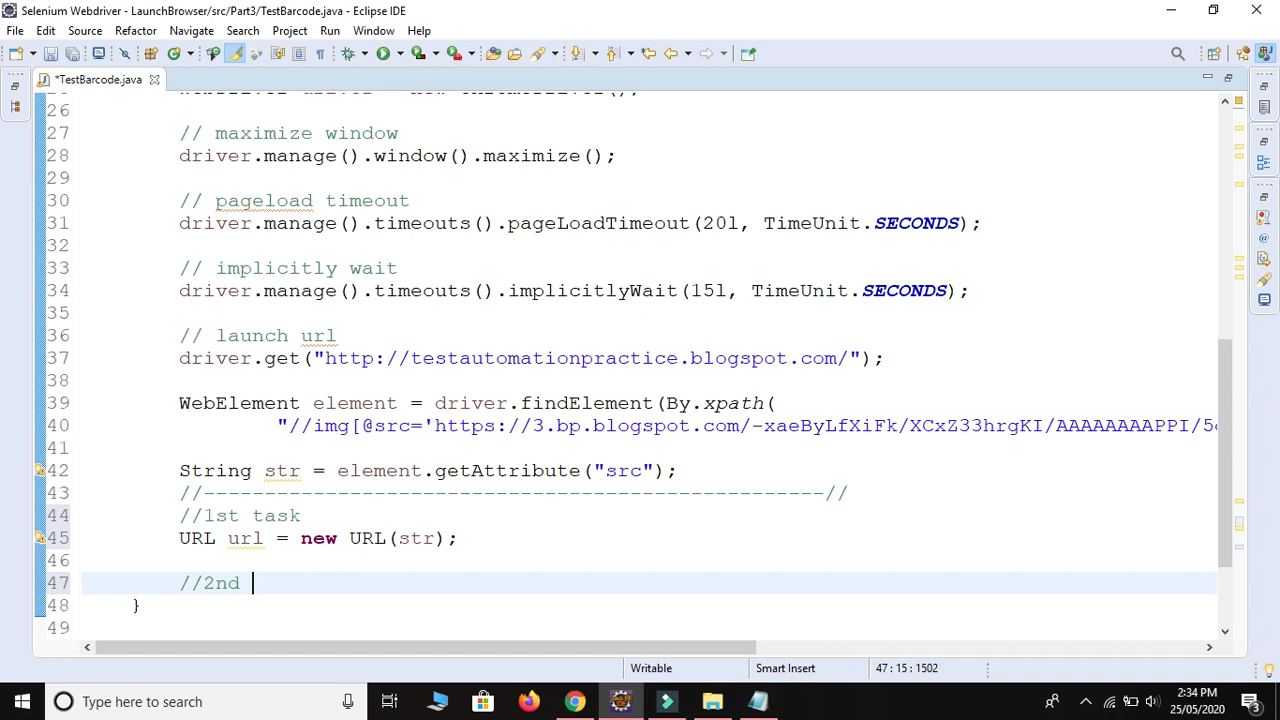 Selenium Webdriver - LaunchBrowser/src/Part3/TestBarcode.java - Eclipse IDE
File Edit Source Refactor Navigate Search Project Run Window Help
*TestBarcode.java
26
27 // maximize window
28 driver.manage().window().maximize();
29
30 // pageload timeout
31 driver.manage().timeouts().pageLoadTimeout(20l, TimeUnit.SECONDS);
32
33 // implicitly wait
34 driver.manage().timeouts().implicitlyWait(15l, TimeUnit.SECONDS);
35
36 // launch url
37 driver.get("http://testautomationpractice.blogspot.com/");
38
39 WebElement element = driver.findElement(By.xpath(
40 "//img[@src='https://3.bp.blogspot.com/-xaeByLfXiFk/XCxZ33hrgKI/AAAAAAAAPPI/5
41
42 String str = element.getAttribute("src");
43 //---------------------------------------------------//
44 //1st task
45 URL url = new URL(str);
46
47 //2nd
48 }
49
Writable Smart Insert 47 : 15 : 1502
Type here to search
2:34 PM
25/05/2020
3